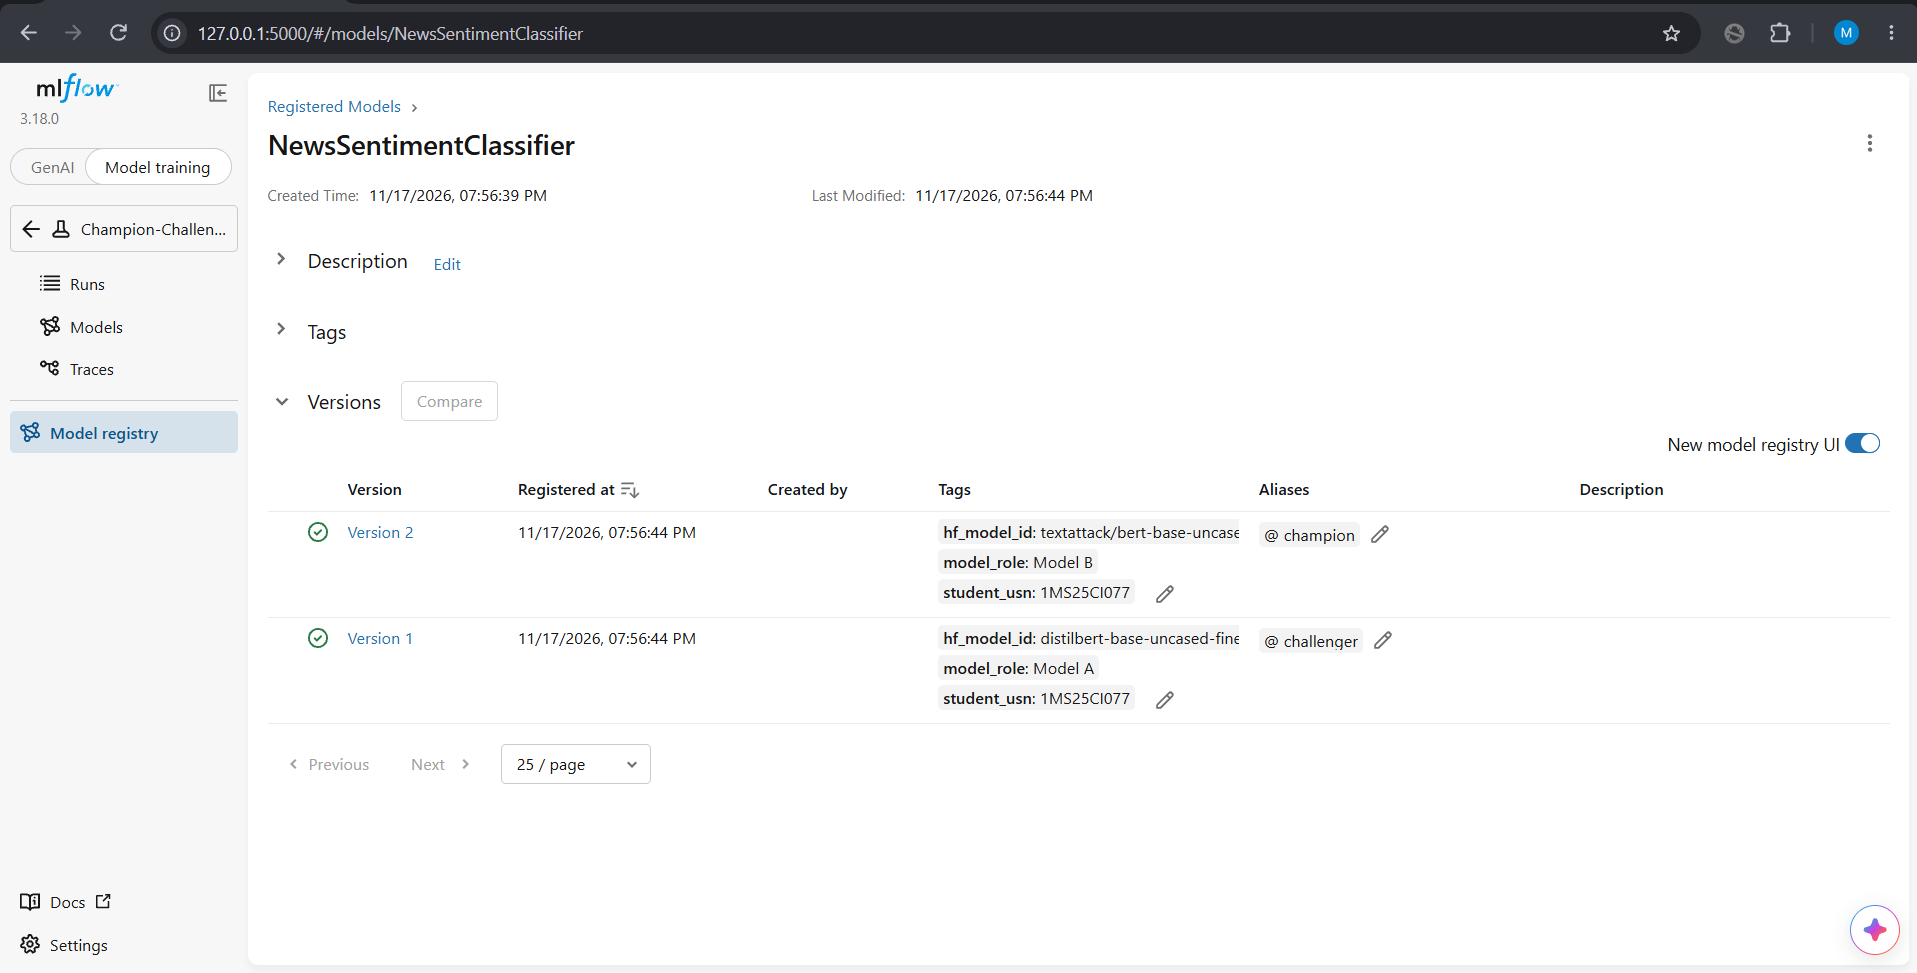 127.0.0.1:5000/#/models/NewsSentimentClassifier
M
mlflow™
3.18.0
GenAI
Model training
Champion-Challen...
Runs
Models
Traces
Model registry
Docs
Settings
Registered Models
NewsSentimentClassifier
Created Time: 11/17/2026, 07:56:39 PM Last Modified: 11/17/2026, 07:56:44 PM
Description Edit
Tags
Versions Compare
New model registry UI
Version Registered at Created by Tags Aliases Description
Version 2 11/17/2026, 07:56:44 PM hf_model_id: textattack/bert-base-uncase @ champion
model_role: Model B
student_usn: 1MS25CI077
Version 1 11/17/2026, 07:56:44 PM hf_model_id: distilbert-base-uncased-fine @ challenger
model_role: Model A
student_usn: 1MS25CI077
Previous Next 25 / page